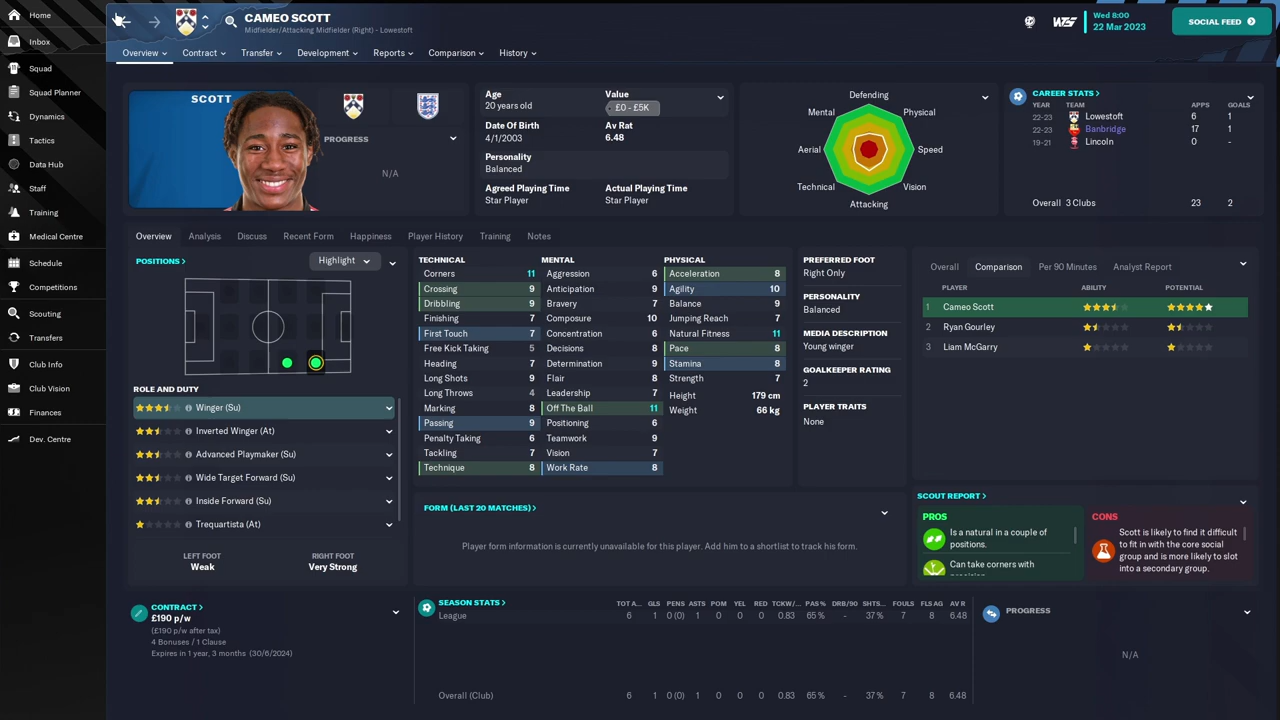 Home
Inbox
Squad
Squad Planner
Dynamics
Tactics
Data Hub
Staff
Training
Medical Centre
Schedule
Competitions
Scouting
Transfers
Club Info
Club Vision
Finances
Dev. Centre
CAMEO SCOTT
Midfielder/Attacking Midfielder (Right) - Lowestoft
Wed 8:00
22 Mar 2023
SOCIAL FEED
Overview Contract Transfer Development Reports Comparison History
SCOTT
PROGRESS
N/A
Age
20 years old
Value
£0 - £5K
Date Of Birth
4/1/2003
Av Rat
6.48
Personality
Balanced
Agreed Playing Time
Star Player
Actual Playing Time
Star Player
Defending
Mental Physical
Aerial Speed
Technical Vision
Attacking
CAREER STATS >
YEAR TEAM APPS GOALS
22-23 Lowestoft 6 1
22-23 Banbridge 17 1
19-21 Lincoln 0 -
Overall 3 Clubs 23 2
Overview Analysis Discuss Recent Form Happiness Player History Training Notes
POSITIONS >
Highlight
ROLE AND DUTY
Winger (Su)
Inverted Winger (At)
Advanced Playmaker (Su)
Wide Target Forward (Su)
Inside Forward (Su)
Trequartista (At)
LEFT FOOT
Weak
RIGHT FOOT
Very Strong
TECHNICAL
Corners 11
Crossing 9
Dribbling 9
Finishing 7
First Touch 7
Free Kick Taking 5
Heading 7
Long Shots 9
Long Throws 4
Marking 8
Passing 9
Penalty Taking 6
Tackling 7
Technique 8
MENTAL
Aggression 6
Anticipation 9
Bravery 7
Composure 10
Concentration 6
Decisions 8
Determination 9
Flair 8
Leadership 7
Off The Ball 11
Positioning 6
Teamwork 9
Vision 7
Work Rate 8
PHYSICAL
Acceleration 8
Agility 10
Balance 9
Jumping Reach 7
Natural Fitness 11
Pace 8
Stamina 8
Strength 7
Height 179 cm
Weight 66 kg
PREFERRED FOOT
Right Only
PERSONALITY
Balanced
MEDIA DESCRIPTION
Young winger
GOALKEEPER RATING
2
PLAYER TRAITS
None
Overall Comparison Per 90 Minutes Analyst Report
PLAYER ABILITY POTENTIAL
1 Cameo Scott
2 Ryan Gourley
3 Liam McGarry
FORM (LAST 20 MATCHES) >
Player form information is currently unavailable for this player. Add him to a shortlist to track his form.
SCOUT REPORT >
PROS
Is a natural in a couple of
positions.
Can take corners with
CONS
Scott is likely to find it difficult
to fit in with the core social
group and is more likely to slot
into a secondary group.
CONTRACT >
£190 p/w
(£190 p/w after tax)
4 Bonuses / 1 Clause
Expires in 1 year, 3 months (30/6/2024)
SEASON STATS >
TOT A... GLS PENS ASTS POM YEL RED TCKW/... PAS % DRB/90 SHTS... FOULS FLS AG AV R
League 6 1 0 (0) 1 0 0 0 0.83 65 % - 37 % 7 8 6.48
Overall (Club) 6 1 0 (0) 1 0 0 0 0.83 65 % - 37 % 7 8 6.48
PROGRESS
N/A